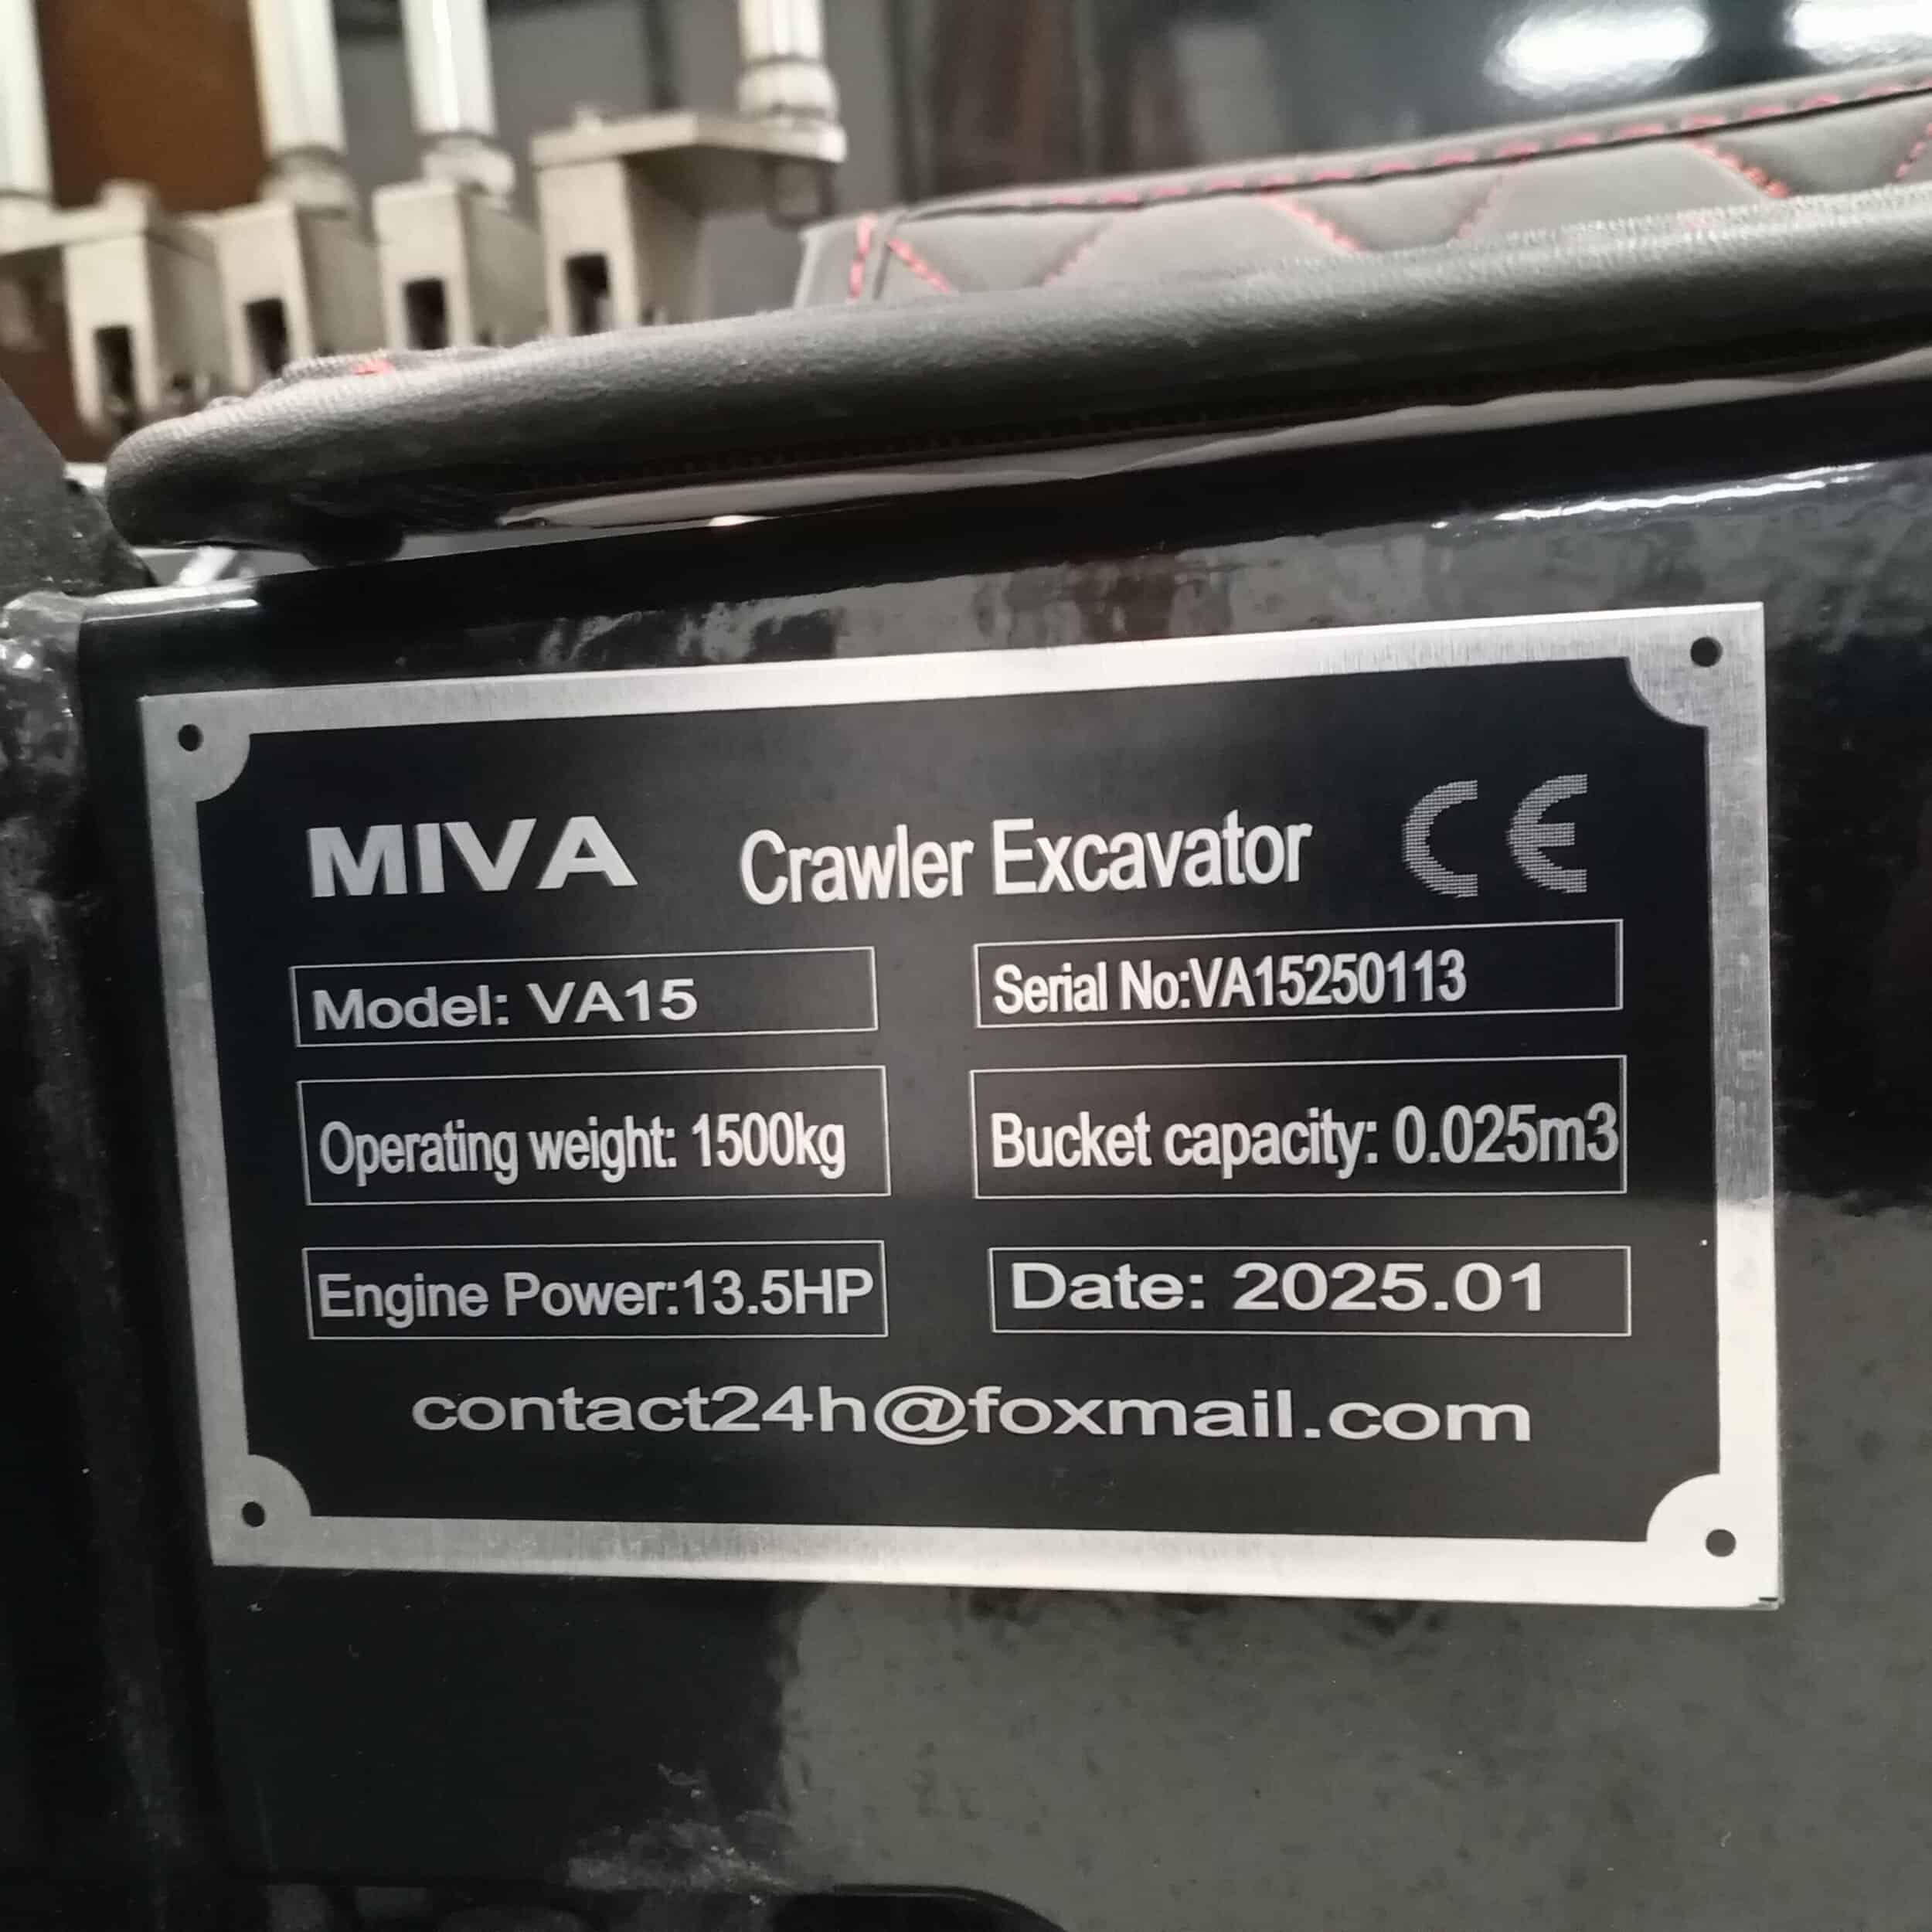 MIVA Crawler Excavator CE
Model: VA15
Serial No:VA15250113
Operating weight: 1500kg
Bucket capacity: 0.025m3
Engine Power:13.5HP
Date: 2025.01
contact24h@foxmail.com